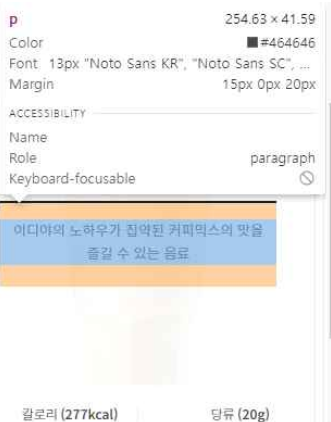 p 254.63 × 41.59
Color #464646
Font 13px "Noto Sans KR", "Noto Sans SC", ...
Margin 15px 0px 20px
ACCESSIBILITY
Name
Role paragraph
Keyboard-focusable
이디야의 노하우가 집약된 커피믹스의 맛을
즐길 수 있는 음료
칼로리 (277kcal) 당류 (20g)